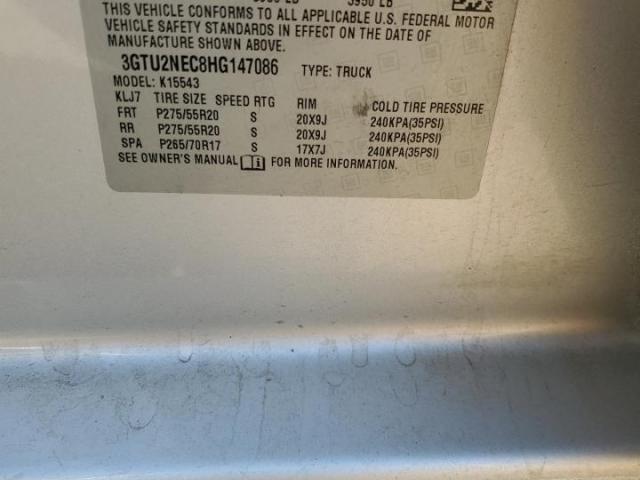 3950 LB
THIS VEHICLE CONFORMS TO ALL APPLICABLE U.S. FEDERAL MOTOR
VEHICLE SAFETY STANDARDS IN EFFECT ON THE DATE OF
MANUFACTURE SHOWN ABOVE.
3GTU2NEC8HG147086 TYPE: TRUCK
MODEL: K15543
KLJ7 TIRE SIZE SPEED RTG RIM COLD TIRE PRESSURE
FRT P275/55R20 S 20X9J 240KPA(35PSI)
RR P275/55R20 S 20X9J 240KPA(35PSI)
SPA P265/70R17 S 17X7J 240KPA(35PSI)
SEE OWNER'S MANUAL FOR MORE INFORMATION.